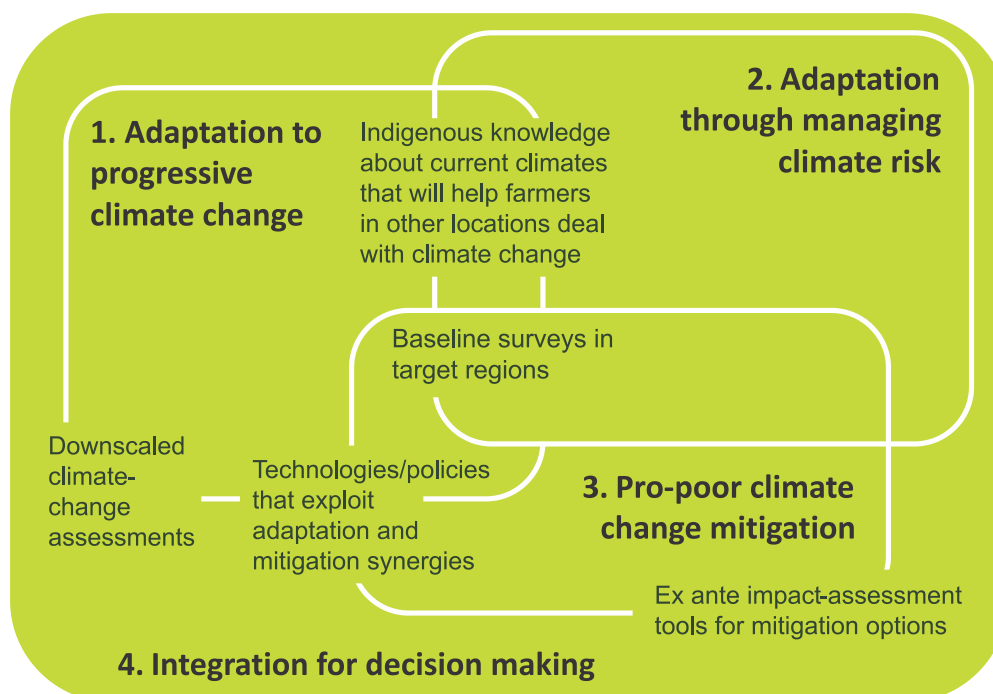 1. Adaptation to
progressive
climate change
2. Adaptation
through managing
climate risk
Indigenous knowledge
about current climates
that will help farmers
in other locations deal
with climate change
Baseline surveys in
target regions
Downscaled
climate-
change
assessments
Technologies/policies
that exploit
adaptation and
mitigation synergies
3. Pro-poor climate
change mitigation
Ex ante impact-assessment
tools for mitigation options
4. Integration for decision making